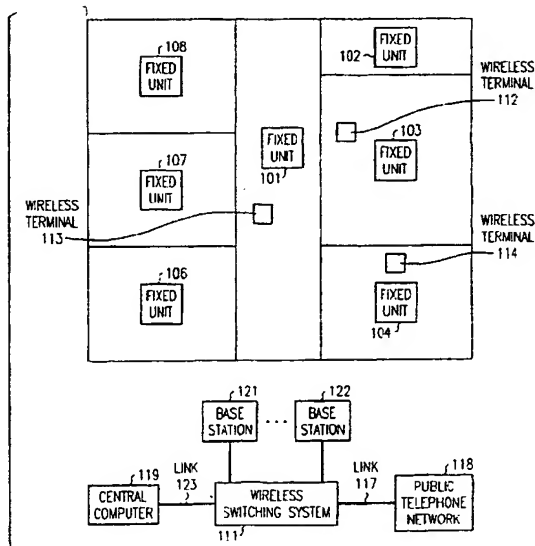 108
FIXED
UNIT
102
FIXED
UNIT
WIRELESS
TERMINAL
112
103
FIXED
UNIT
FIXED
UNIT
101
107
FIXED
UNIT
WIRELESS
TERMINAL
113
WIRELESS
TERMINAL
114
106
FIXED
UNIT
FIXED
UNIT
104
121
BASE
STATION
...
122
BASE
STATION
119
CENTRAL
COMPUTER
LINK
123
WIRELESS
SWITCHING SYSTEM
111
LINK
117
118
PUBLIC
TELEPHONE
NETWORK